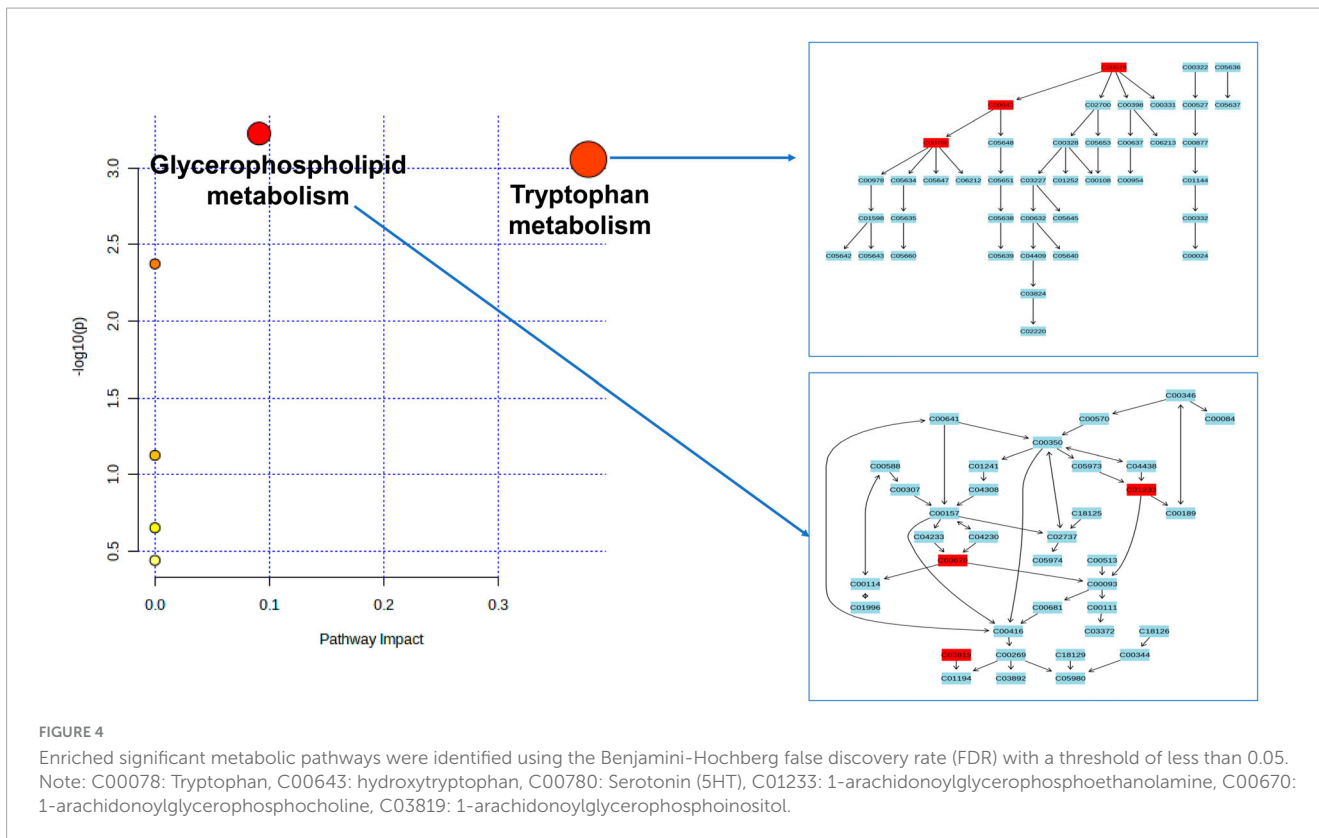 Glycerophospholipid
metabolism
Tryptophan
metabolism
-log10(p)
3.0
2.5
2.0
1.5
1.0
0.5
0.0 0.1 0.2 0.3
Pathway Impact
C00322 C05636
C02700 C00398 C00331 C00527 C05637
C05648 C00328 C05653 C00637 C06213 C00877
C00978 C05634 C05647 C06212 C05651 C03227 C01252 C00108 C00954 C01144
C01598 C05635 C05638 C00632 C05645 C00332
C05642 C05643 C05660 C05639 C04409 C05640 C00024
C03824
C02220
C00346
C00641 C00570 C00084
C00350
C00588 C01241 C05973 C04438
C00307 C04308 C01233
C00157 C18125 C00189
C04233 C04230 C02737
C00670 C05974 C00513
C00114 C00093
C01996 C00681 C00111
C00416 C03372 C18126
C03819 C00269 C18129 C00344
C01194 C03892 C05980
FIGURE 4
Enriched significant metabolic pathways were identified using the Benjamini-Hochberg false discovery rate (FDR) with a threshold of less than 0.05.
Note: C00078: Tryptophan, C00643: hydroxytryptophan, C00780: Serotonin (5HT), C01233: 1-arachidonoylglycerophosphoethanolamine, C00670:
1-arachidonoylglycerophosphocholine, C03819: 1-arachidonoylglycerophosphoinositol.